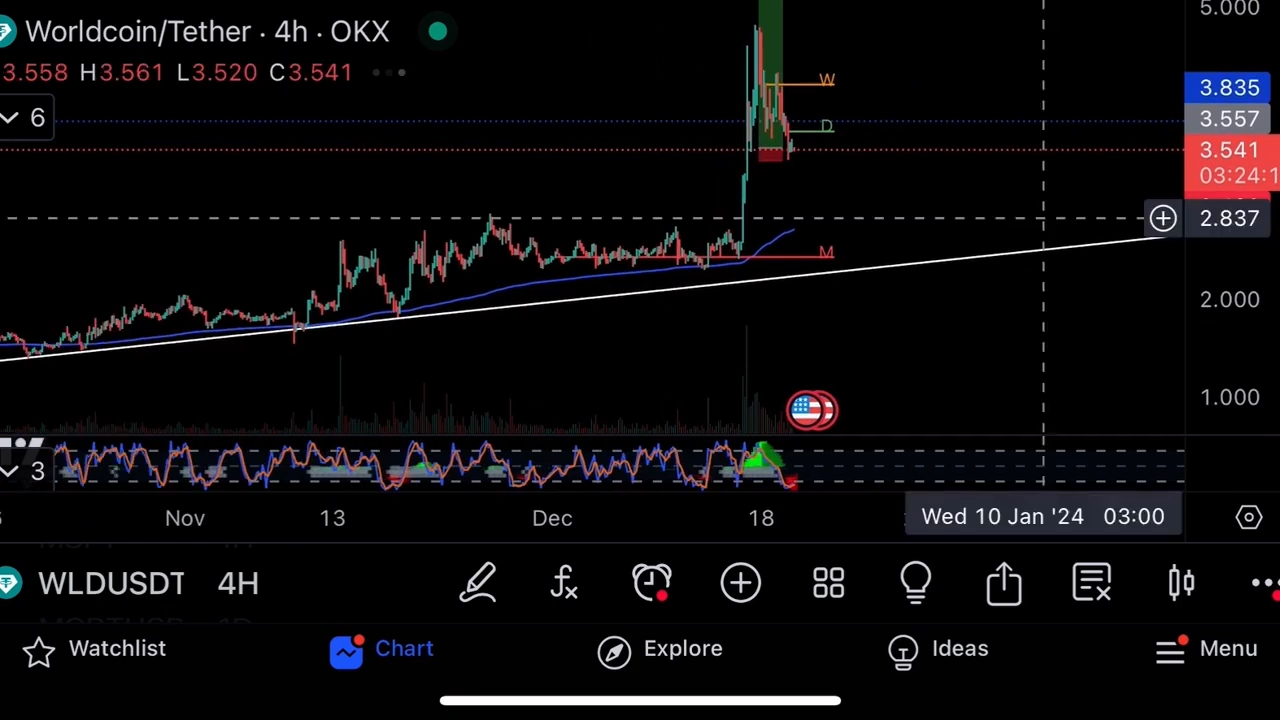 Worldcoin/Tether · 4h · OKX
3.558 H3.561 L3.520 C3.541
6
5.000
W
3.835
D
3.557
3.541
03:24:1
2.837
M
2.000
1.000
3
Nov 13 Dec 18 Wed 10 Jan '24 03:00
WLDUSDT 4H
Watchlist Chart Explore Ideas Menu